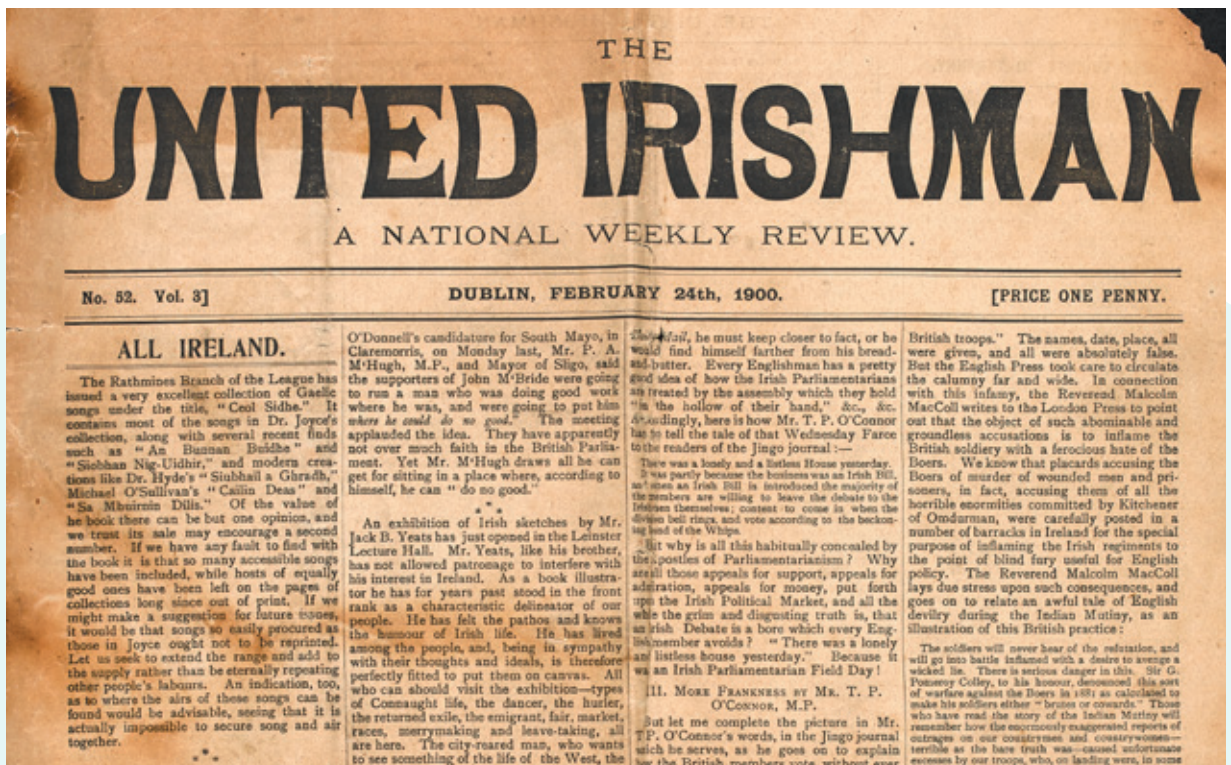 THE
UNITED IRISHMAN
A NATIONAL WEEKLY REVIEW.
No. 52. Vol. 3]
DUBLIN, FEBRUARY 24th, 1900.
[PRICE ONE PENNY.
ALL IRELAND.
The Rathmines Branch of the League has
issued a very excellent collection of Gaelic
songs under the title, "Ceol Sidhe." It
contains most of the songs in Dr. Joyce's
collection, along with several recent finds
such as "An Bunnan Buidhe" and
"Siobhan Nig-Uidhir," and modern crea-
tions like Dr. Hyde's "Siubhail a Ghradh,"
Michael O'Sullivan's "Cailin Deas" and
"Sa Mhuirnin Dilis." Of the value of
he book there can be but one opinion, and
we trust its sale may encourage a second
number. If we have any fault to find with
the book it is that so many accessible songs
have been included, while hosts of equally
good ones have been left on the pages of
collections long since out of print. If we
might make a suggestion for future issues,
it would be that songs so easily procured as
those in Joyce ought not to be reprinted.
Let us seek to extend the range and add to
the supply rather than be eternally repeating
other people's labours. An indication, too,
as to where the airs of these songs can be
found would be advisable, seeing that it is
actually impossible to secure song and air
together.
* *
O'Donnell's candidature for South Mayo, in
Claremorris, on Monday last, Mr. P. A.
M'Hugh, M.P., and Mayor of Sligo, said
the supporters of John M'Bride were going
to run a man who was doing good work
where he was, and were going to put him
where he could do no good." The meeting
applauded the idea. They have apparently
not over much faith in the British Parlia-
ment. Yet Mr. M'Hugh draws all he can
get for sitting in a place where, according to
himself, he can "do no good."
* * *
An exhibition of Irish sketches by Mr.
Jack B. Yeats has just opened in the Leinster
Lecture Hall. Mr. Yeats, like his brother,
has not allowed patronage to interfere with
his interest in Ireland. As a book illustra-
tor he has for years past stood in the front
rank as a characteristic delineator of our
people. He has felt the pathos and knows
the humour of Irish life. He has lived
among the people, and, being in sympathy
with their thoughts and ideals, is therefore
perfectly fitted to put them on canvas. All
who can should visit the exhibition—types
of Connaught life, the dancer, the hurler,
the returned exile, the emigrant, fair, market,
races, merrymaking and leave-taking, all
are here. The city-reared man, who wants
to see something of the life of the West, the
Mail, he must keep closer to fact, or he
would find himself farther from his bread-
and-butter. Every Englishman has a pretty
good idea of how the Irish Parliamentarians
are treated by the assembly which they hold
"in the hollow of their hand," &c., &c.
Accordingly, here is how Mr. T. P. O'Connor
has to tell the tale of that Wednesday Farce
to the readers of the Jingo journal:—
There was a lonely and a listless House yesterday.
It was partly because the business was an Irish Bill,
and when an Irish Bill is introduced the majority of
the members are willing to leave the debate to the
Irishmen themselves; content to come in when the
division bell rings, and vote according to the beckon-
ing bend of the Whips.
But why is all this habitually concealed by
the apostles of Parliamentarianism? Why
are all those appeals for support, appeals for
admiration, appeals for money, put forth
upon the Irish Political Market, and all the
while the grim and disgusting truth is, that
an Irish Debate is a bore which every Eng-
lish member avoids? "There was a lonely
and listless house yesterday." Because it
was an Irish Parliamentary Field Day!
III. MORE FRANKNESS BY MR. T. P.
O'CONNOR, M.P.
But let me complete the picture in Mr.
T.P. O'Connor's words, in the Jingo journal
which he serves, as he goes on to explain
how the British members vote, without ever
British troops." The names, date, place, all
were given, and all were absolutely false.
But the English Press took care to circulate
the calumny far and wide. In connection
with this infamy, the Reverend Malcolm
MacColl writes to the London Press to point
out that the object of such abominable and
groundless accusations is to inflame the
British soldiery with a ferocious hate of the
Boers. We know that placards accusing the
Boers of murder of wounded men and pri-
soners, in fact, accusing them of all the
horrible enormities committed by Kitchener
of Omdurman, were carefully posted in a
number of barracks in Ireland for the special
purpose of inflaming the Irish regiments to
the point of blind fury useful for English
policy. The Reverend Malcolm MacColl
lays due stress upon such consequences, and
goes on to relate an awful tale of English
devilry during the Indian Mutiny, as an
illustration of this British practice:
The soldiers will never hear of the refutation, and
will go into battle inflamed with a desire to avenge a
wicked lie. There is serious danger in this. Sir G.
Pomeroy Colley, to his honour, denounced this sort
of warfare against the Boers in 1881 as calculated to
make his soldiers either "brutes or cowards." Those
who have read the story of the Indian Mutiny will
remember how the enormously exaggerated reports of
outrages on our countrymen and countrywomen—
terrible as the bare truth was—caused unfortunate
excesses by our troops, who, on landing were, in some